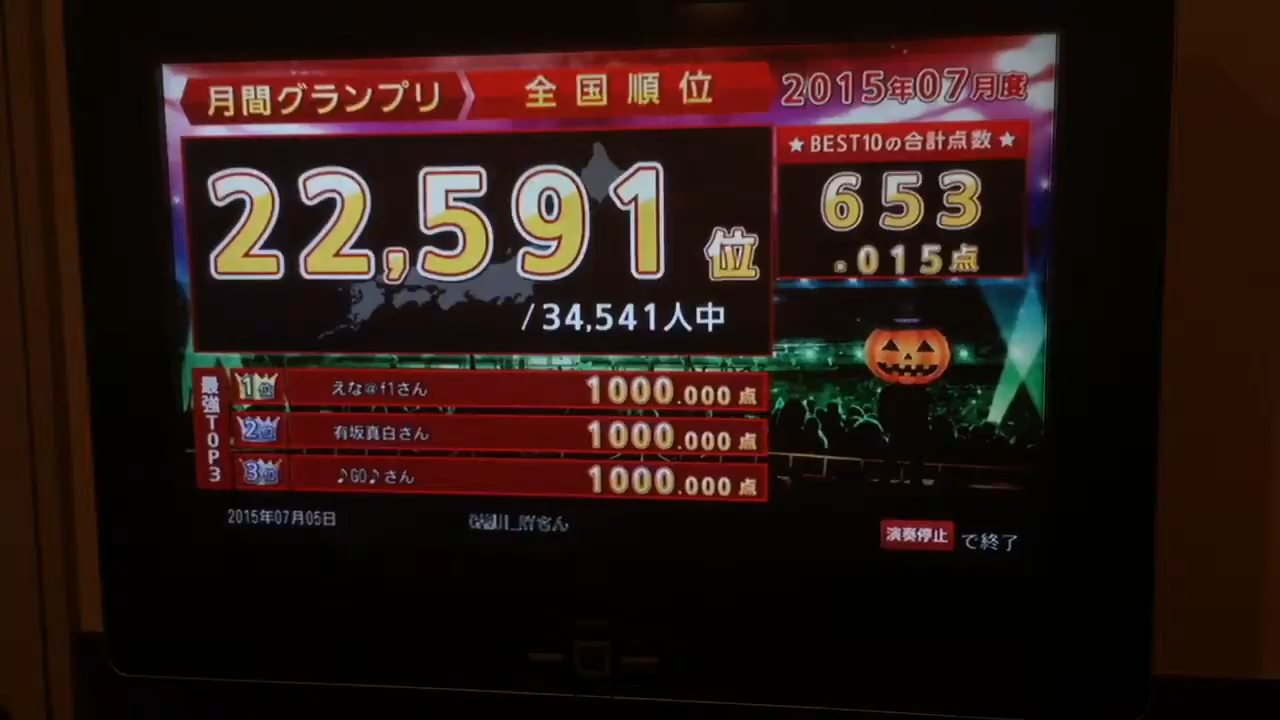 月間グランプリ
全国順位
2015年07月度
22,591位
/34,541人中
★BEST10の合計点数★
653
.015点
最強TOP3
1位 えな@f1さん 1000.000点
2位 有坂真白さん 1000.000点
3位 ♪GO♪さん 1000.000点
2015年07月05日
演奏停止 で終了